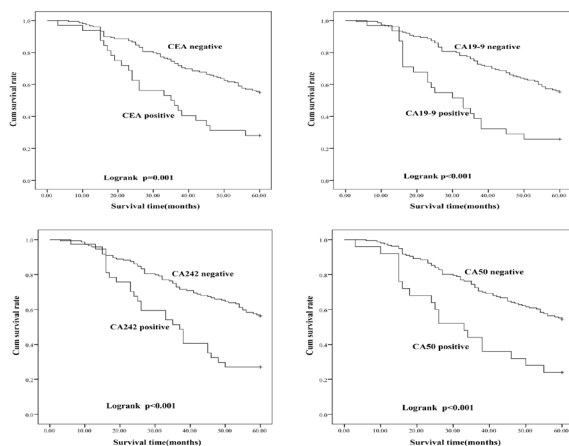 Cum survival rate
1.0
0.8
0.6
0.4
0.2
0.0
CEA negative
CEA positive
Logrank p=0.001
.00 10.00 20.00 30.00 40.00 50.00 60.00
Survival time(months)
Cum survival rate
1.0
0.8
0.6
0.4
0.2
0.0
CA19-9 negative
CA19-9 positive
Logrank p<0.001
.00 10.00 20.00 30.00 40.00 50.00 60.00
Survival time(months)
Cum survival rate
1.0
0.8
0.6
0.4
0.2
0.0
CA242 negative
CA242 positive
Logrank p<0.001
.00 10.00 20.00 30.00 40.00 50.00 60.00
Survival time(months)
Cum survival rate
1.0
0.8
0.6
0.4
0.2
0.0
CA50 negative
CA50 positive
Logrank p<0.001
.00 10.00 20.00 30.00 40.00 50.00 60.00
Survival time(months)